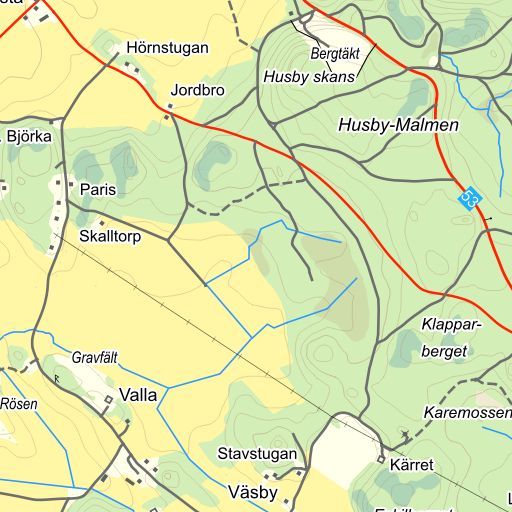 sta
Hörnstugan
Bergtäkt
Husby skans
Jordbro
Husby-Malmen
. Björka
Paris
53
Skalltorp
Klappar-
berget
Gravfält
Valla
Rösen
Karemossen
Stavstugan
Kärret
Väsby
L